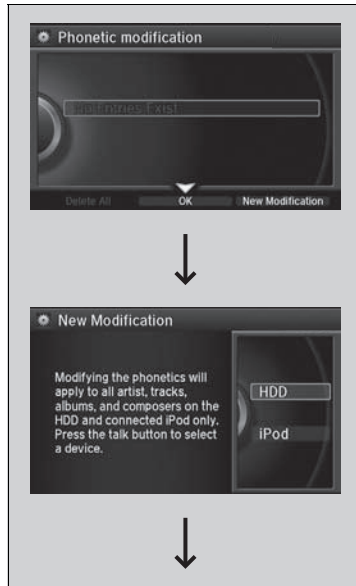 Phonetic modification
No Entries Exist
Delete All OK New Modification
New Modification
Modifying the phonetics will
apply to all artist, tracks,
albums, and composers on the
HDD and connected iPod only.
Press the talk button to select
a device.
HDD
iPod